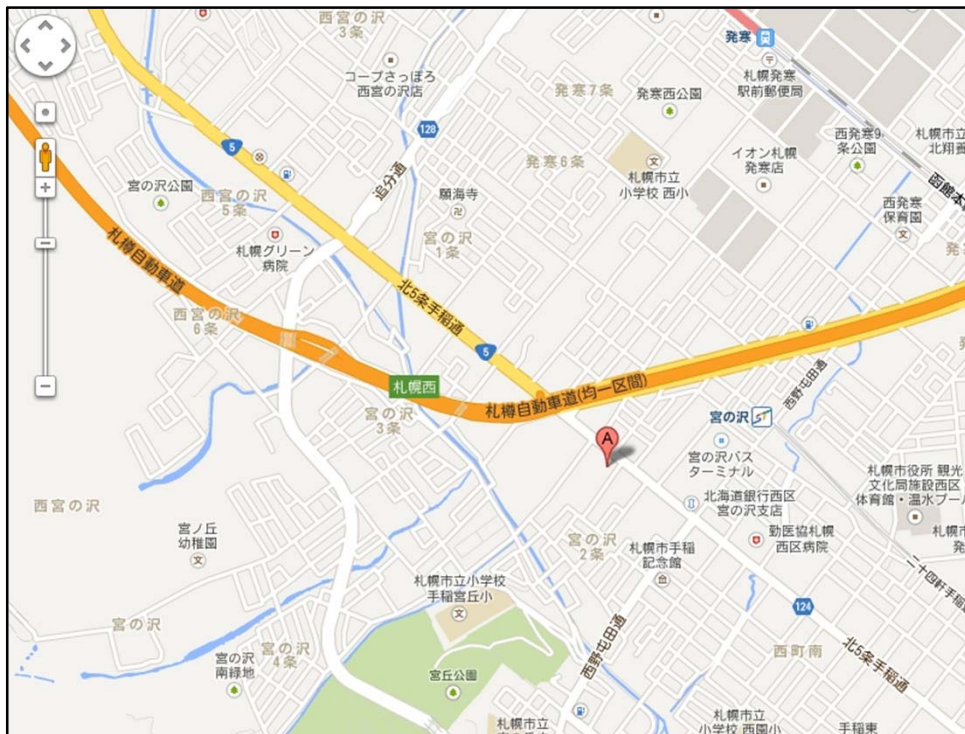 西宮の沢
3条
コープさっぽろ
西宮の沢店
128
5
追分通
発寒
札幌発寒
駅前郵便局
発寒7条
発寒西公園
西発寒9
条公園
札幌市立
北翔養
発寒6条
札幌市立
小学校 西小
イオン札幌
発寒店
函館本
宮の沢公園
西宮の沢
5条
願海寺
宮の沢
1条
西発寒
保育園
札幌グリーン
病院
札樽自動車道
西宮の沢
6条
北5条手稲通
5
札幌西
札樽自動車道(均一区間)
西野屯田通
宮の沢
3条
宮の沢
A
宮の沢バス
ターミナル
札幌市役所 観光
文化局施設西区
体育館・温水プール
北海道銀行西区
宮の沢支店
西宮の沢
宮の沢
2条
勤医協札幌
西区病院
札幌市
発
宮ノ丘
幼稚園
札幌市手稲
記念館
二十四軒手稲通
札幌市立小学校
手稲宮丘小
124
宮の沢
宮の沢
4条
西野屯田通
西町南
北5条手稲通
宮の沢
南緑地
宮丘公園
札幌市立
札幌市立
小学校 西園小
手稲東